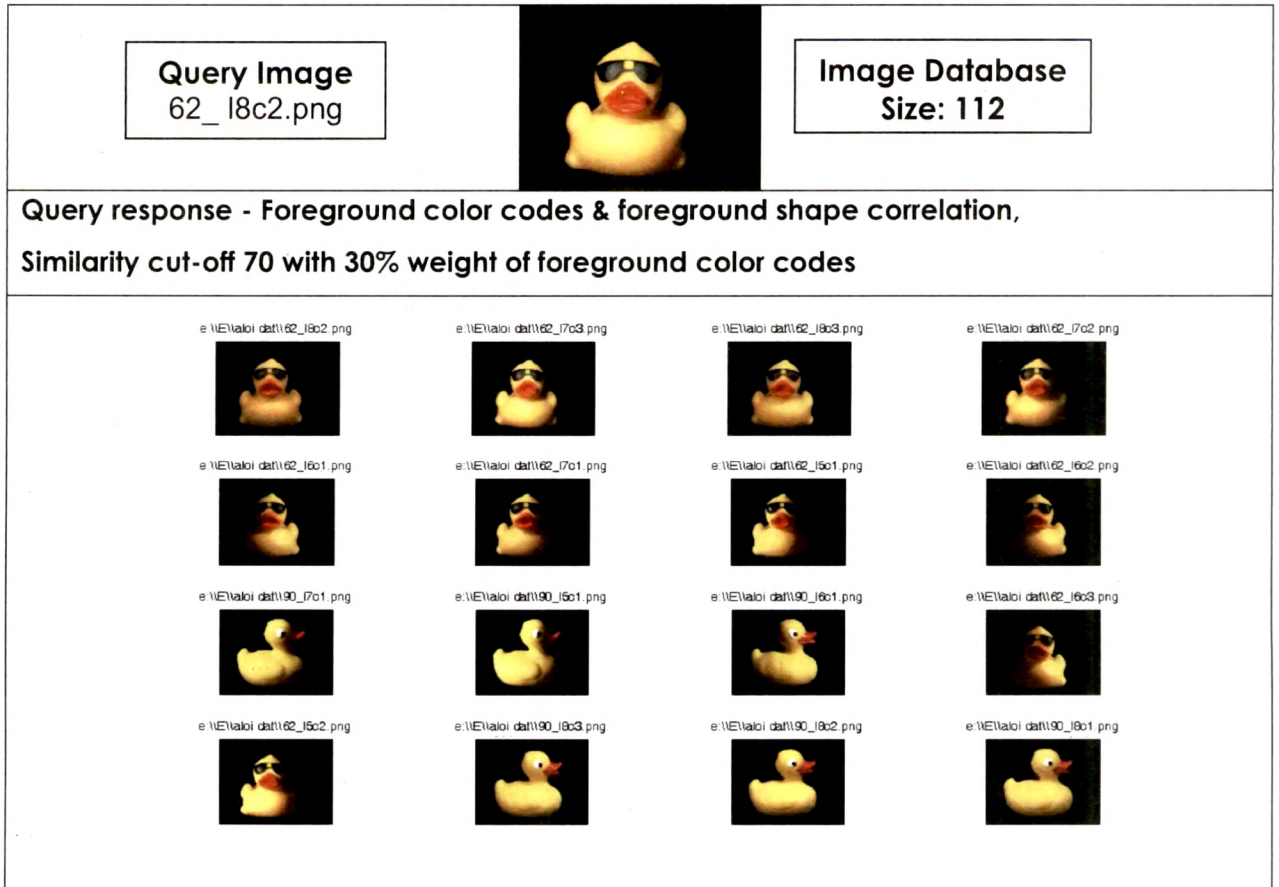 Query Image
62_ l8c2.png
Image Database
Size: 112
Query response - Foreground color codes & foreground shape correlation,
Similarity cut-off 70 with 30% weight of foreground color codes
e:\\E\\aloi dat\\62_l8c2.png e:\\E\\aloi dat\\62_l7c3.png e:\\E\\aloi dat\\62_l8c3.png e:\\E\\aloi dat\\62_l7c2.png
e:\\E\\aloi dat\\62_l6c1.png e:\\E\\aloi dat\\62_l7c1.png e:\\E\\aloi dat\\62_l5c1.png e:\\E\\aloi dat\\62_l6c2.png
e:\\E\\aloi dat\\90_l7c1.png e:\\E\\aloi dat\\90_l5c1.png e:\\E\\aloi dat\\90_l6c1.png e:\\E\\aloi dat\\62_l6c3.png
e:\\E\\aloi dat\\62_l5c2.png e:\\E\\aloi dat\\90_l8c3.png e:\\E\\aloi dat\\90_l8c2.png e:\\E\\aloi dat\\90_l8c1.png